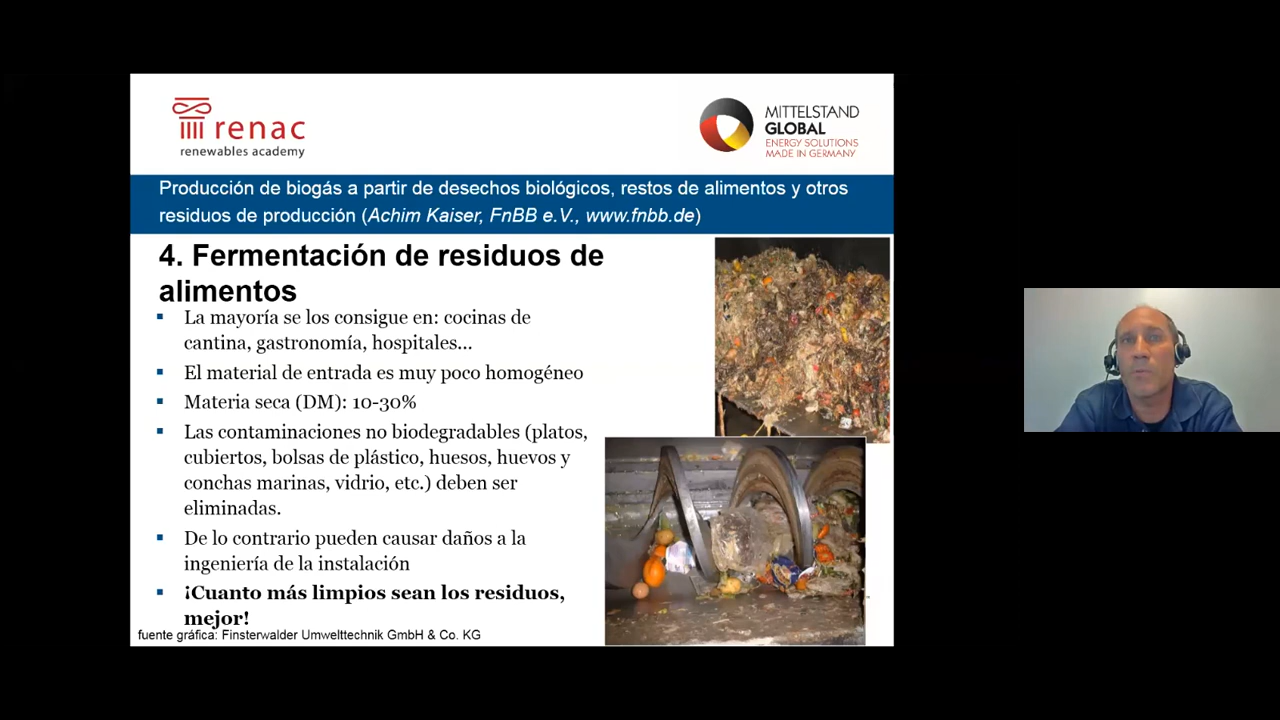 renac
renewables academy
MITTELSTAND
GLOBAL
ENERGY SOLUTIONS
MADE IN GERMANY
Producción de biogás a partir de desechos biológicos, restos de alimentos y otros
residuos de producción (Achim Kaiser, FnBB e.V., www.fnbb.de)
4. Fermentación de residuos de
alimentos
▪ La mayoría se los consigue en: cocinas de
cantina, gastronomía, hospitales...
▪ El material de entrada es muy poco homogéneo
▪ Materia seca (DM): 10-30%
▪ Las contaminaciones no biodegradables (platos,
cubiertos, bolsas de plástico, huesos, huevos y
conchas marinas, vidrio, etc.) deben ser
eliminadas.
▪ De lo contrario pueden causar daños a la
ingeniería de la instalación
▪ ¡Cuanto más limpios sean los residuos,
mejor!
fuente gráfica: Finsterwalder Umwelttechnik GmbH & Co. KG